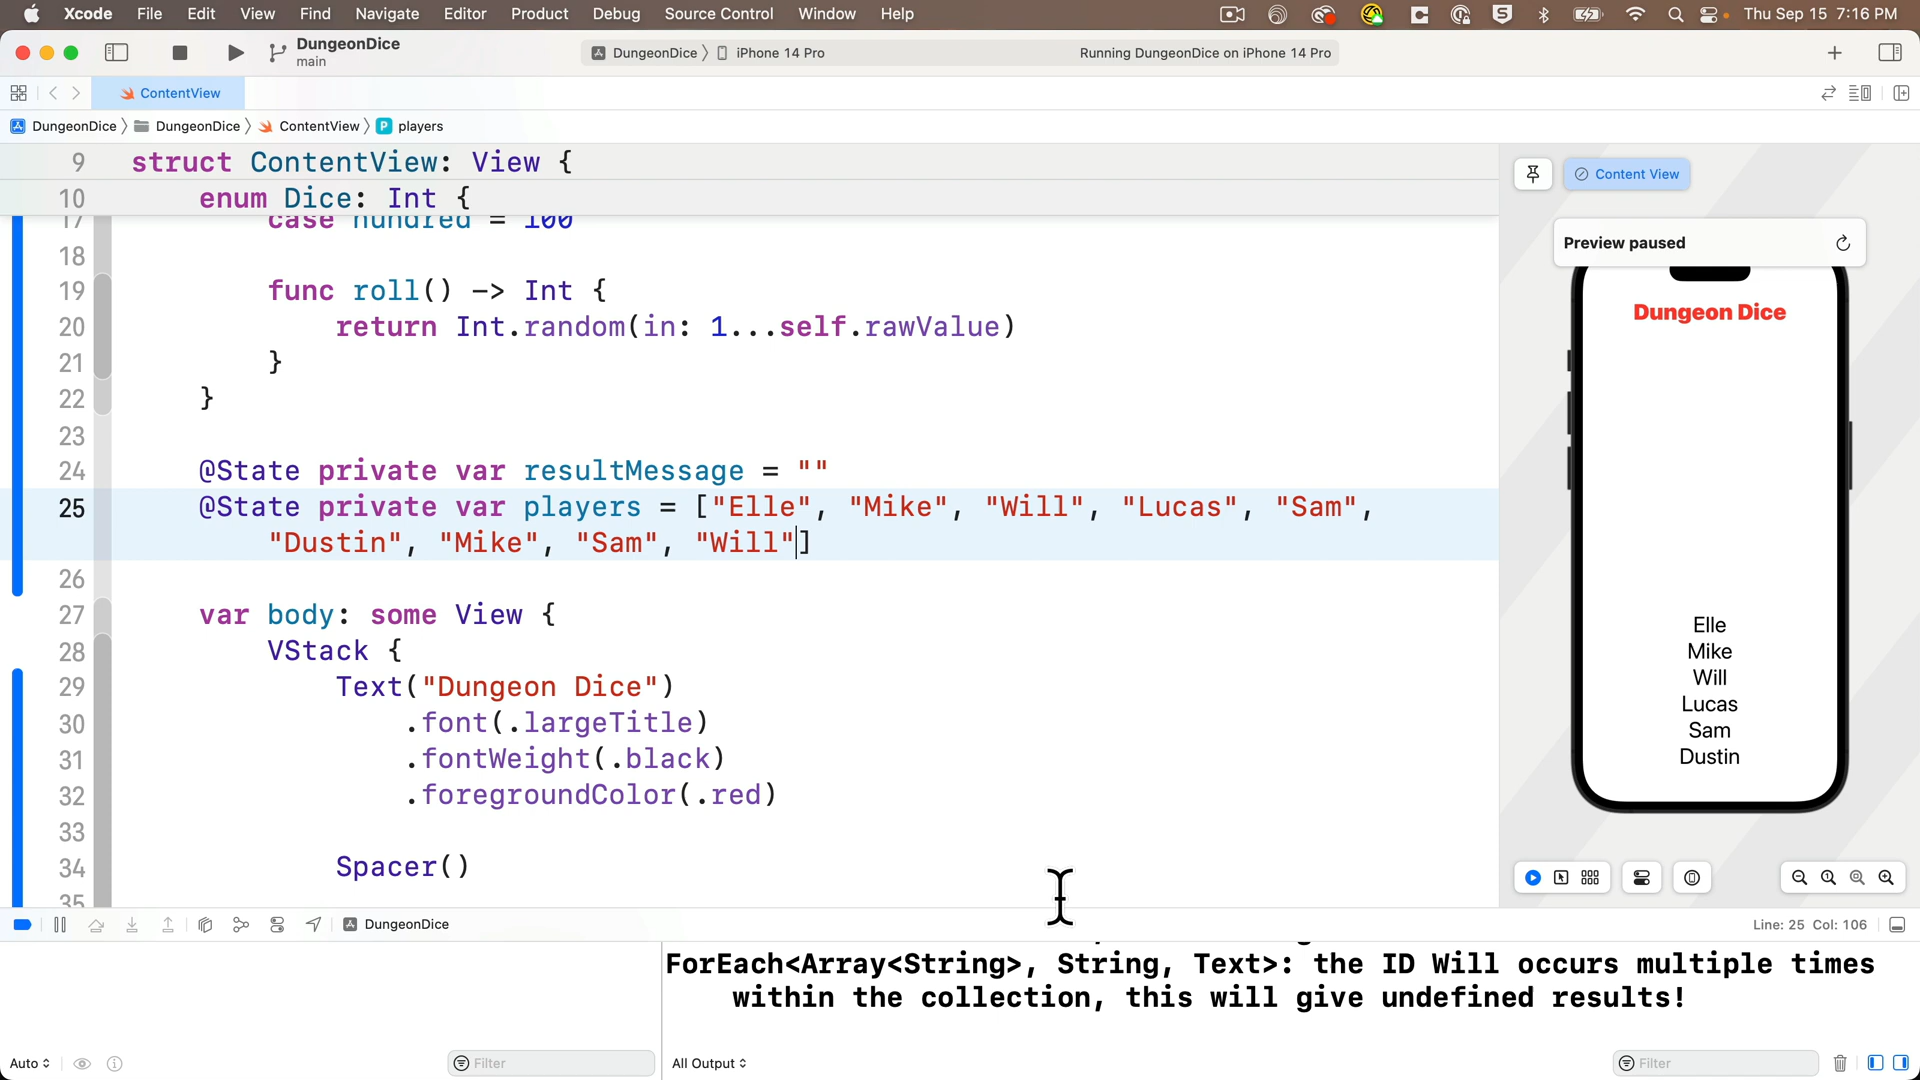 Xcode File Edit View Find Navigate Editor Product Debug Source Control Window Help Thu Sep 15 7:16 PM
DungeonDice
main
DungeonDice iPhone 14 Pro Running DungeonDice on iPhone 14 Pro
ContentView
DungeonDice DungeonDice ContentView P players
9 struct ContentView: View {
10 enum Dice: Int {
17 case hundred = 100
18
19 func roll() -> Int {
20 return Int.random(in: 1...self.rawValue)
21 }
22 }
23
24 @State private var resultMessage = ""
25 @State private var players = ["Elle", "Mike", "Will", "Lucas", "Sam",
"Dustin", "Mike", "Sam", "Will"]
26
27 var body: some View {
28 VStack {
29 Text("Dungeon Dice")
30 .font(.largeTitle)
31 .fontWeight(.black)
32 .foregroundColor(.red)
33
34 Spacer()
35
Content View
Preview paused
Dungeon Dice
Elle
Mike
Will
Lucas
Sam
Dustin
DungeonDice
Line: 25 Col: 106
ForEach<Array<String>, String, Text>: the ID Will occurs multiple times
within the collection, this will give undefined results!
Auto Filter All Output Filter